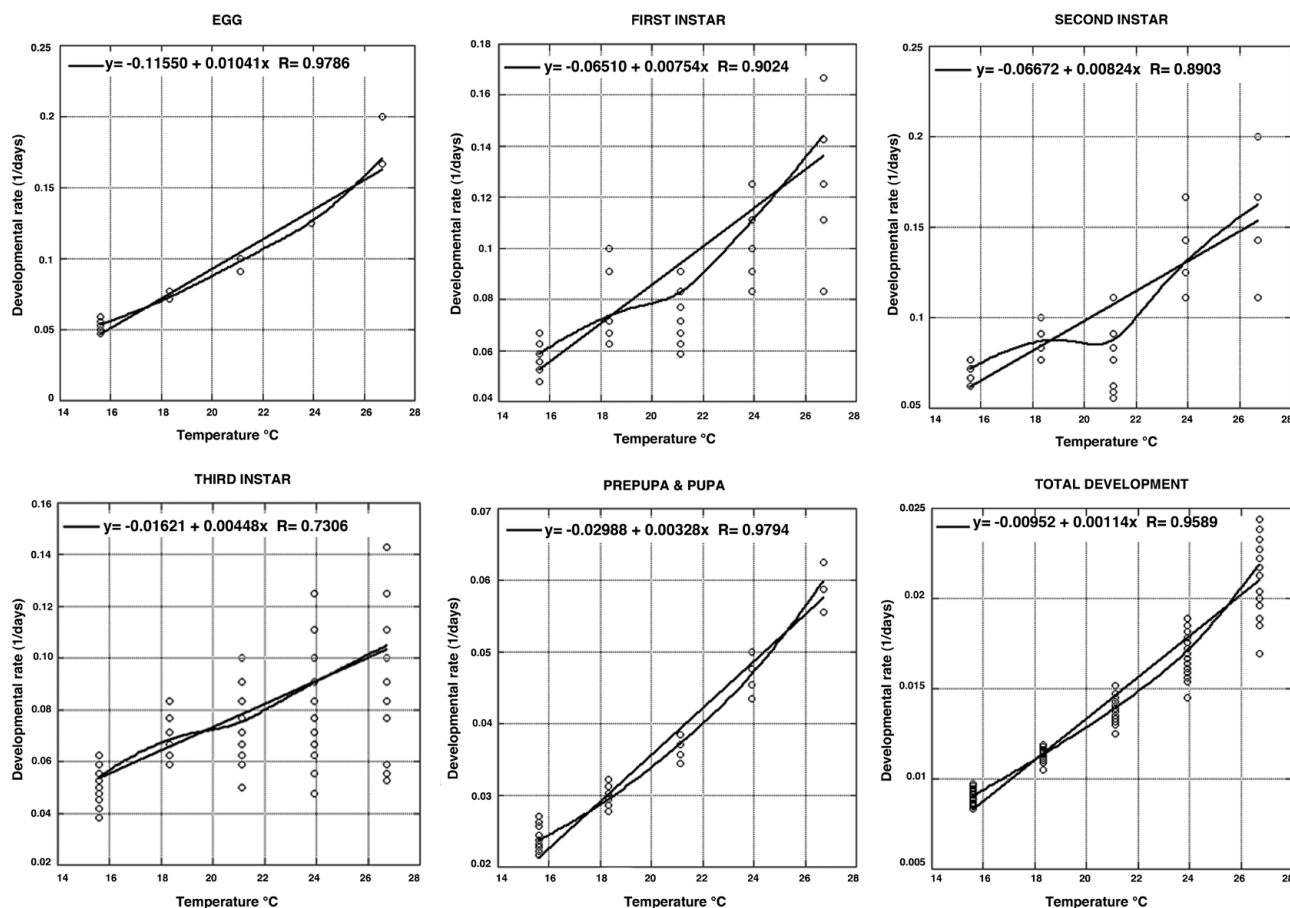 EGG
0.25
y= -0.11550 + 0.01041x R= 0.9786
0.2
0.15
0.1
0.05
0
14 16 18 20 22 24 26 28
Developmental rate (1/days)
Temperature °C
FIRST INSTAR
0.18
y= -0.06510 + 0.00754x R= 0.9024
0.16
0.14
0.12
0.1
0.08
0.06
0.04
14 16 18 20 22 24 26 28
Developmental rate (1/days)
Temperature °C
SECOND INSTAR
0.25
y= -0.06672 + 0.00824x R= 0.8903
0.2
0.15
0.1
0.05
14 16 18 20 22 24 26 28
Developmental rate (1/days)
Temperature °C
THIRD INSTAR
0.16
y= -0.01621 + 0.00448x R= 0.7306
0.14
0.12
0.10
0.08
0.06
0.04
0.02
14 16 18 20 22 24 26 28
Developmental rate (1/days)
Temperature °C
PREPUPA & PUPA
0.07
y= -0.02988 + 0.00328x R= 0.9794
0.06
0.05
0.04
0.03
0.02
14 16 18 20 22 24 26 28
Developmental rate (1/days)
Temperature °C
TOTAL DEVELOPMENT
0.025
y= -0.00952 + 0.00114x R= 0.9589
0.02
0.015
0.01
0.005
14 16 18 20 22 24 26 28
Developmental rate (1/days)
Temperature °C